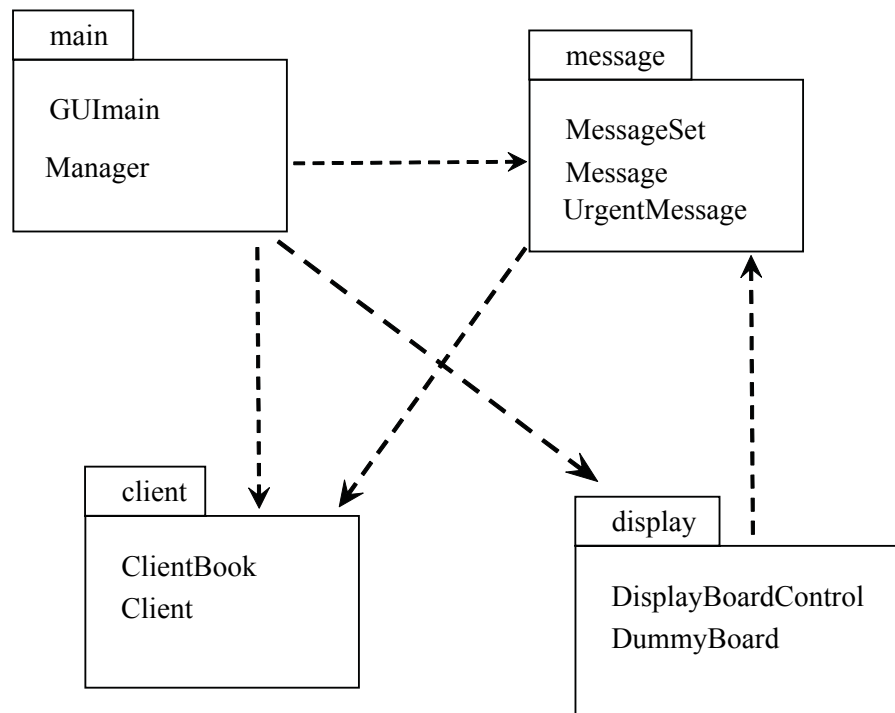 main
GUImain
Manager
message
MessageSet
Message
UrgentMessage
client
ClientBook
Client
display
DisplayBoardControl
DummyBoard